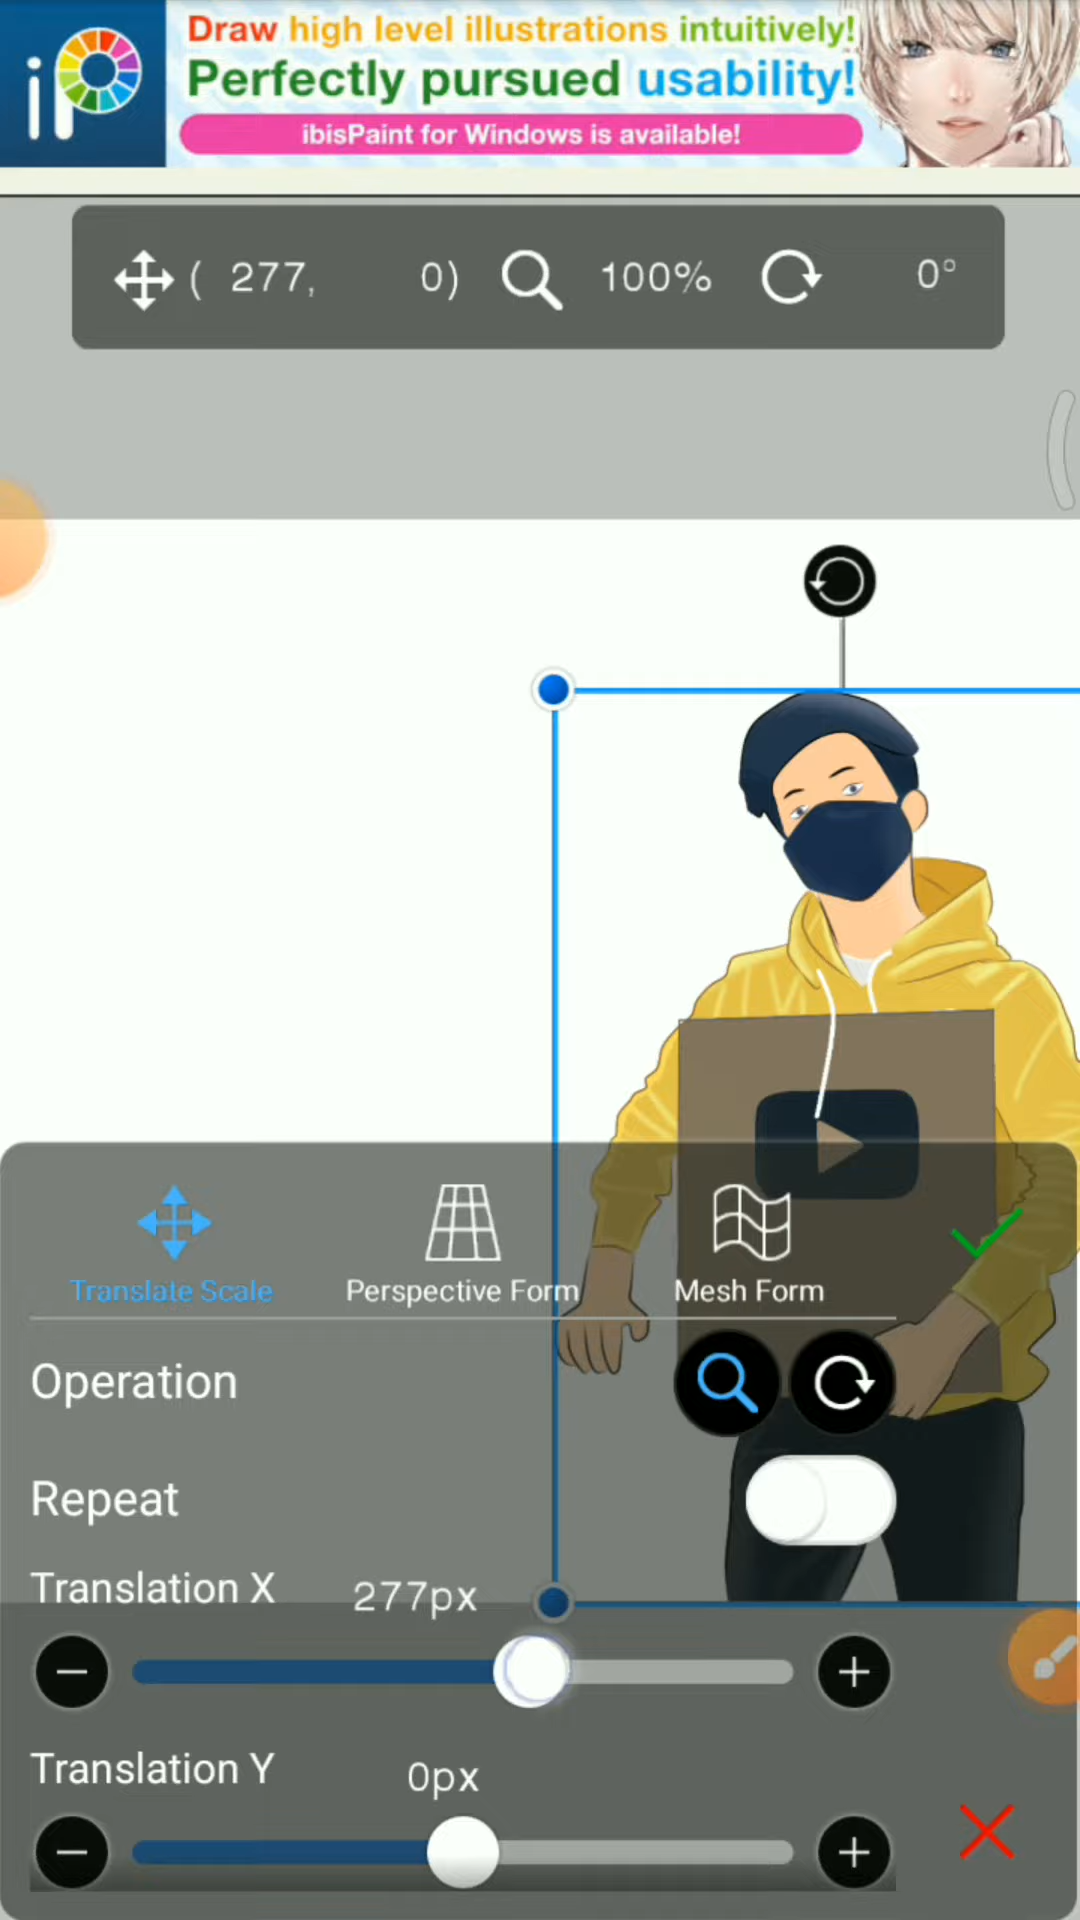 iP
Draw high level illustrations intuitively!
Perfectly pursued usability!
ibisPaint for Windows is available!
( 277, 0) 100% 0°
Translate Scale Perspective Form Mesh Form
Operation
Repeat
Translation X 277px
Translation Y 0px